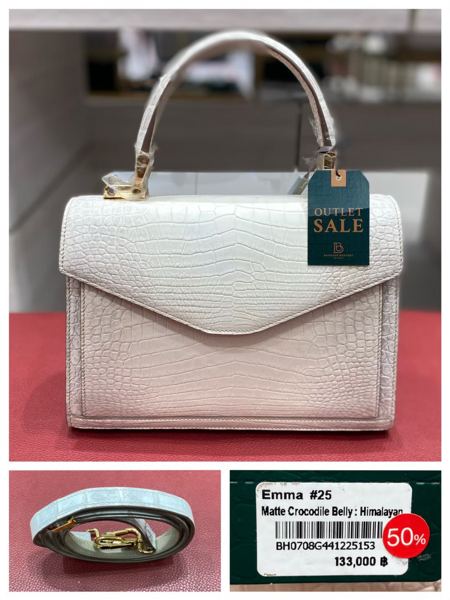 OUTLET
SALE
Emma #25
Matte Crocodile Belly : Himalayan
BH0708G441225153
50%
133,000 ฿